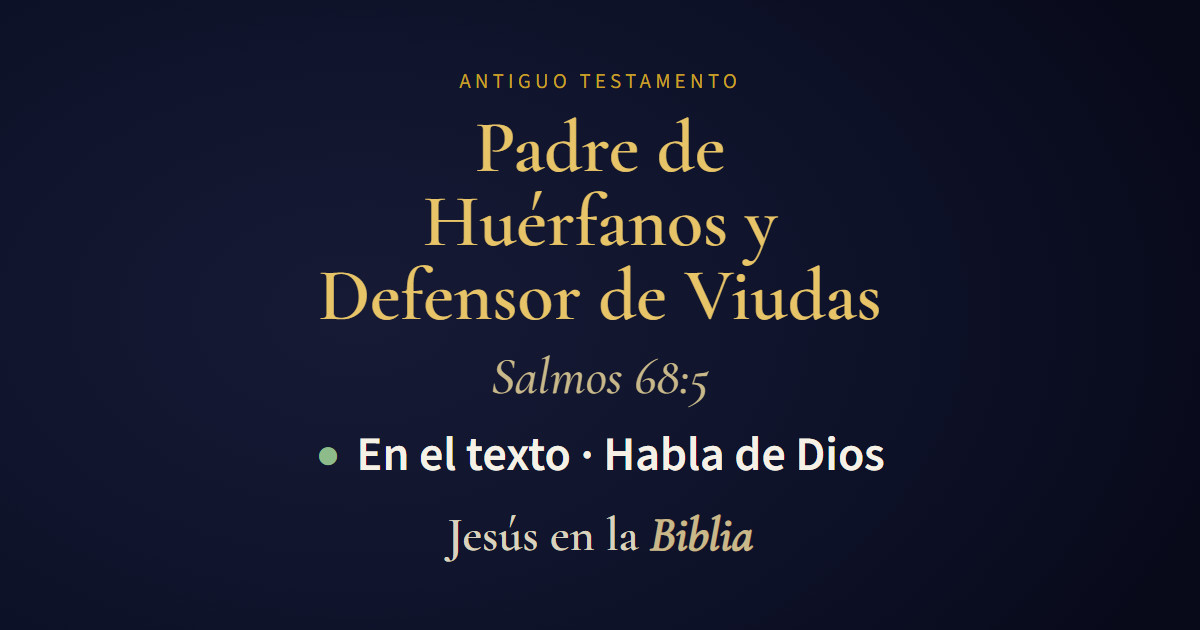 ANTIGUO TESTAMENTO
Padre de
Huérfanos y
Defensor de Viudas
Salmos 68:5
● En el texto · Habla de Dios
Jesús en la Biblia